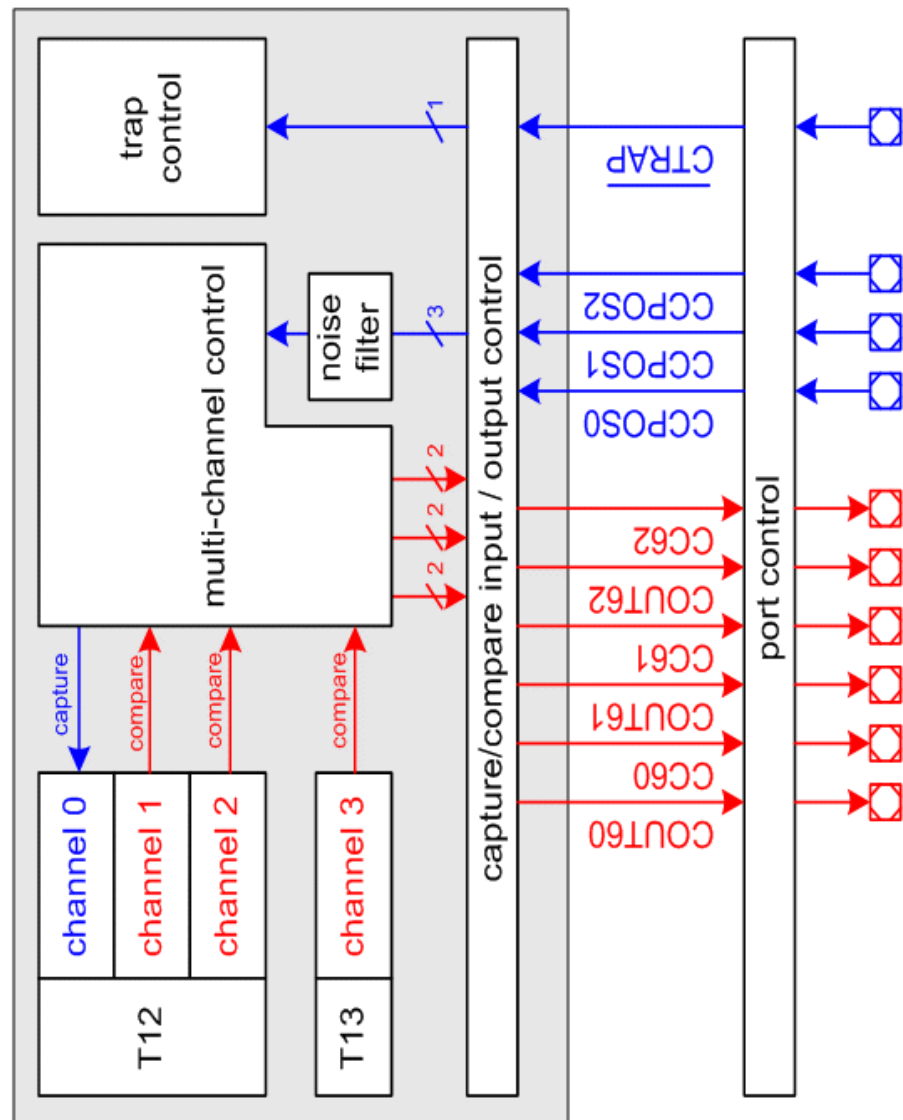 trap
control
1
CTRAP
multi-channel control
noise
filter
3
CCPOS2
CCPOS1
CCPOS0
2
2
2
capture/compare input / output control
port control
CC62
COUT62
CC61
COUT61
CC60
COUT60
capture
compare
compare
compare
channel 0
channel 1
channel 2
channel 3
T12
T13